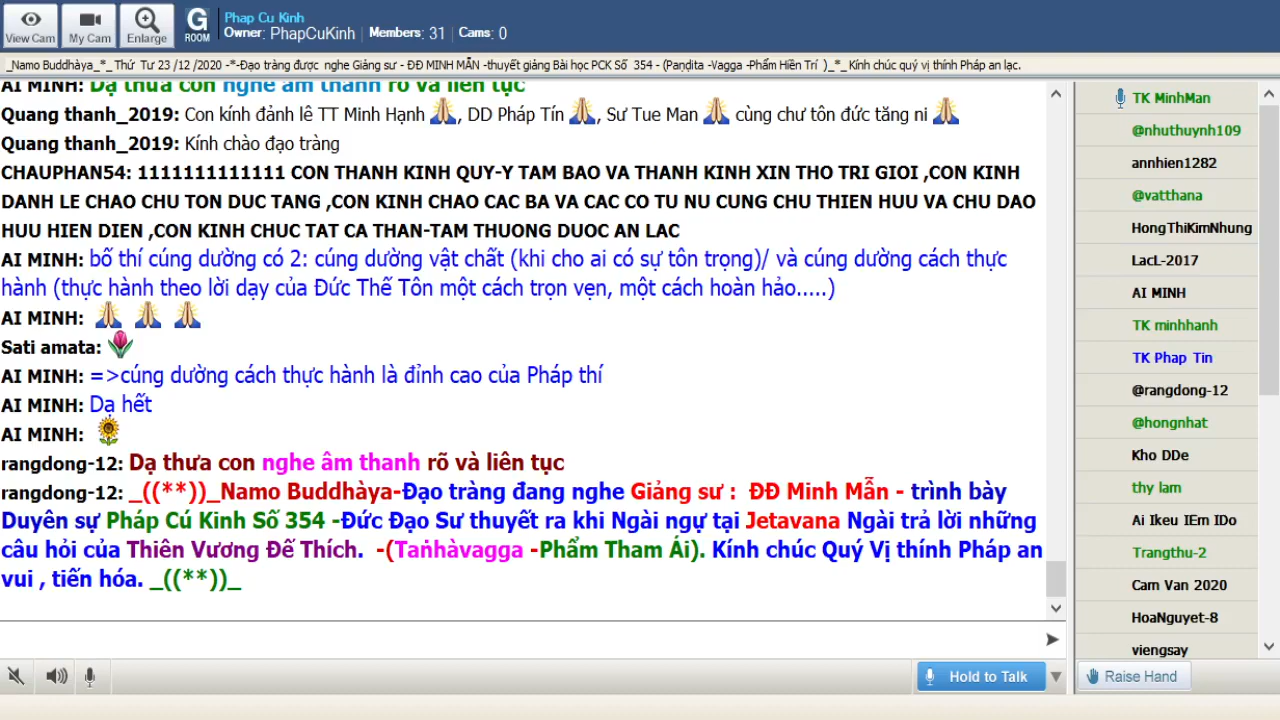 View Cam
My Cam
Enlarge
G
ROOM
Phap Cu Kinh
Owner: PhapCuKinh | Members: 31 | Cams: 0
_Namo Buddhàya_*_ Thứ Tư 23 /12 /2020 -*-Đạo tràng được nghe Giảng sư - ĐĐ MINH MẪN -thuyết giảng Bài học PCK Số 354 - (Paṇḍita -Vagga -Phẩm Hiền Trí )_*_ Kính chúc quý vị thính Pháp an lạc.
AI MINH: Dạ thưa con nghe âm thanh rõ và liên tục
Quang thanh_2019: Con kính đảnh lê TT Minh Hạnh 🙏, DD Pháp Tín 🙏, Sư Tue Man 🙏 cùng chư tôn đức tăng ni 🙏
Quang thanh_2019: Kính chào đạo tràng
CHAUPHAN54: 1111111111111 CON THANH KINH QUY-Y TAM BAO VA THANH KINH XIN THO TRI GIOI ,CON KINH
DANH LE CHAO CHU TON DUC TANG ,CON KINH CHAO CAC BA VA CAC CO TU NU CUNG CHU THIEN HUU VA CHU DAO
HUU HIEN DIEN ,CON KINH CHUC TAT CA THAN-TAM THUONG DUOC AN LAC
AI MINH: bố thí cúng dường có 2: cúng dường vật chất (khi cho ai có sự tôn trọng)/ và cúng dường cách thực
hành (thực hành theo lời dạy của Đức Thế Tôn một cách trọn vẹn, một cách hoàn hảo.....)
AI MINH: 🙏 🙏 🙏
Sati amata: 🌷
AI MINH: =>cúng dường cách thực hành là đỉnh cao của Pháp thí
AI MINH: Dạ hết
AI MINH: 🌻
rangdong-12: Dạ thưa con nghe âm thanh rõ và liên tục
rangdong-12: _((**))_Namo Buddhàya-Đạo tràng đang nghe Giảng sư : ĐĐ Minh Mẫn - trình bày
Duyên sự Pháp Cú Kinh Số 354 -Đức Đạo Sư thuyết ra khi Ngài ngự tại Jetavana Ngài trả lời những
câu hỏi của Thiên Vương Đế Thích. -(Taṅhàvagga -Phẩm Tham Ái). Kính chúc Quý Vị thính Pháp an
vui , tiến hóa. _((**))_
TK MinhMan
@nhuthuynh109
annhien1282
@vatthana
HongThiKimNhung
LacL-2017
AI MINH
TK minhhanh
TK Phap Tin
@rangdong-12
@hongnhat
Kho DDe
thy lam
Ai Ikeu IEm IDo
Trangthu-2
Cam Van 2020
HoaNguyet-8
viengsay
Hold to Talk
Raise Hand